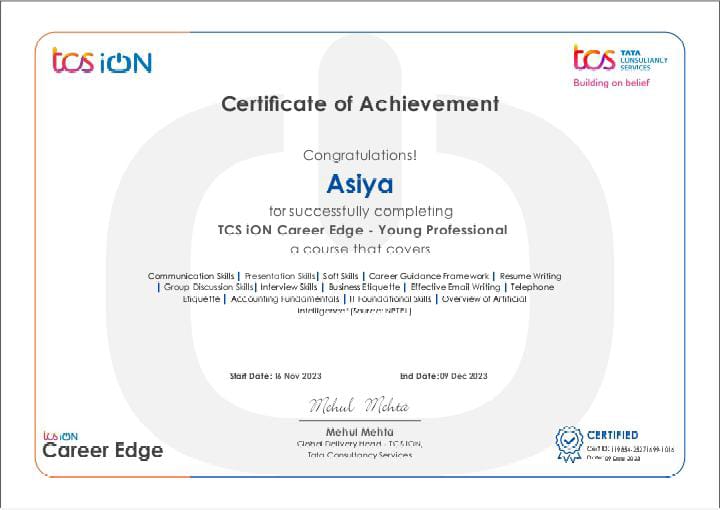 tcs iON
tcs TATA
CONSULTANCY
SERVICES
Building on belief
Certificate of Achievement
Congratulations!
Asiya
for successfully completing
TCS iON Career Edge - Young Professional
a course that covers
Communication Skills | Presentation Skills| Soft Skills | Career Guidance Framework | Resume Writing
| Group Discussion Skills| Interview Skills | Business Etiquette | Effective Email Writing | Telephone
Etiquette | Accounting Fundamentals | IT Foundational Skills | Overview of Artificial
Intelligence* (Source: NPTEL)
Start Date: 16 Nov 2023 End Date:09 Dec 2023
Mehul Mehta
Mehul Mehta
Global Delivery Head - TCS iON,
Tata Consultancy Services
tcs iON
Career Edge
CERTIFIED
Cert ID:
Date: 09 Dec 2023